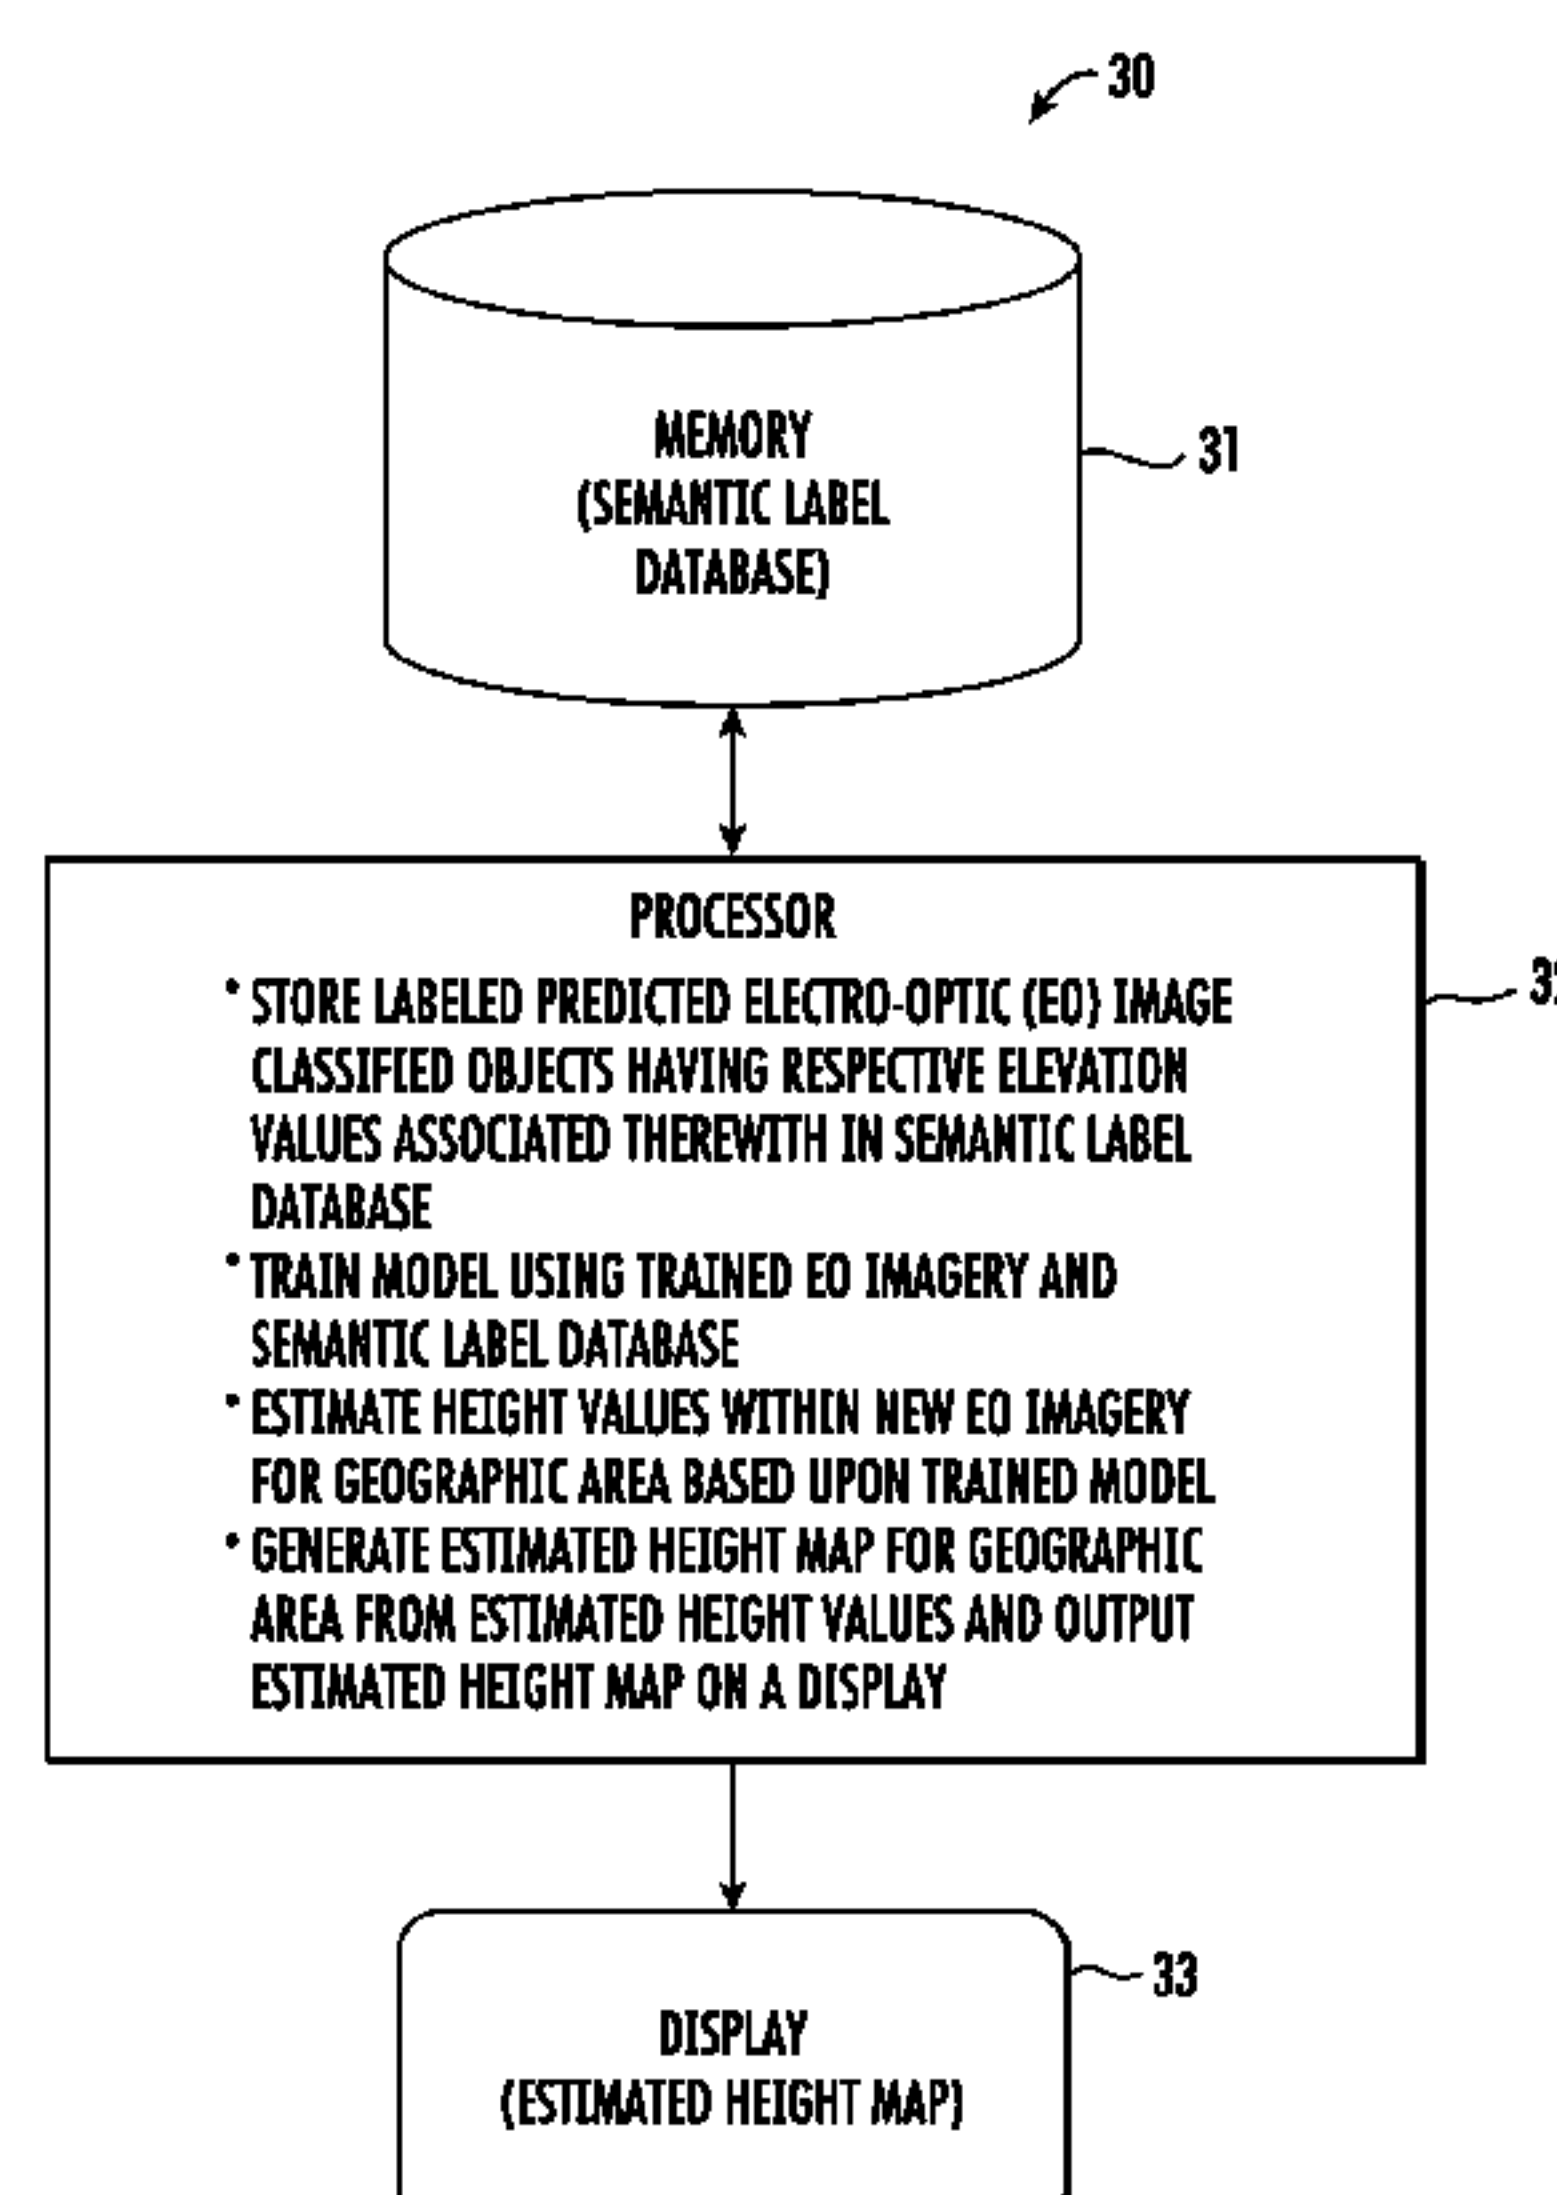 30
MEMORY
(SEMANTIC LABEL
DATABASE)
31
PROCESSOR
• STORE LABELED PREDICTED ELECTRO-OPTIC (EO) IMAGE
CLASSIFIED OBJECTS HAVING RESPECTIVE ELEVATION
VALUES ASSOCIATED THEREWITH IN SEMANTIC LABEL
DATABASE
• TRAIN MODEL USING TRAINED EO IMAGERY AND
SEMANTIC LABEL DATABASE
• ESTIMATE HEIGHT VALUES WITHIN NEW EO IMAGERY
FOR GEOGRAPHIC AREA BASED UPON TRAINED MODEL
• GENERATE ESTIMATED HEIGHT MAP FOR GEOGRAPHIC
AREA FROM ESTIMATED HEIGHT VALUES AND OUTPUT
ESTIMATED HEIGHT MAP ON A DISPLAY
33
DISPLAY
(ESTIMATED HEIGHT MAP)